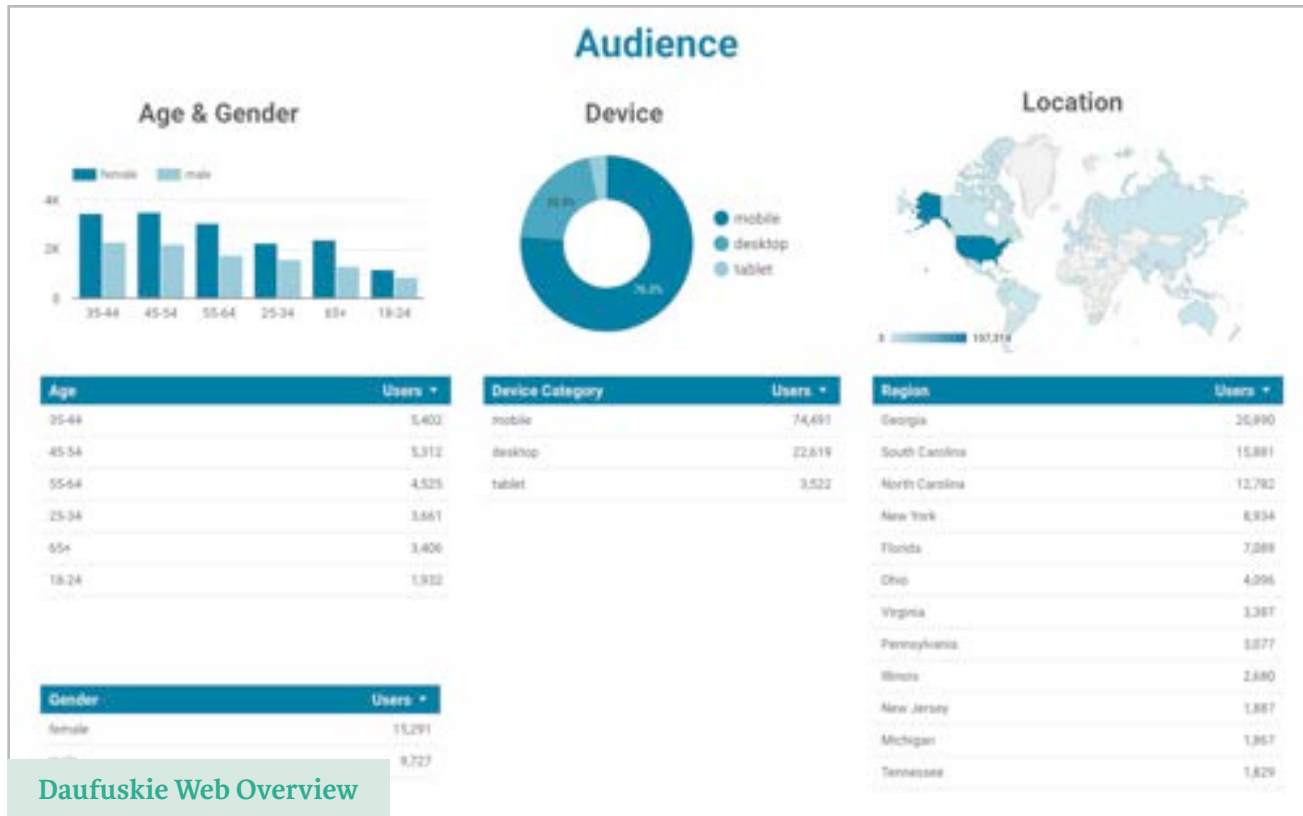 Audience
Age & Gender
female male
4K
2K
0
35-44 45-54 55-64 25-34 65+ 18-24
Device
mobile
desktop
tablet
Location
Age Users
35-44 5,402
45-54 5,312
55-64 4,525
25-34 3,661
65+ 3,406
18-24 1,932
Gender Users
female 15,291
9,727
Device Category Users
mobile 74,491
desktop 22,619
tablet 3,522
Region Users
Georgia 20,890
South Carolina 15,881
North Carolina 12,782
New York 8,934
Florida 7,089
Ohio 4,096
Virginia 3,387
Pennsylvania 3,077
Illinois 2,680
New Jersey 1,887
Michigan 1,867
Tennessee 1,829
Daufuskie Web Overview